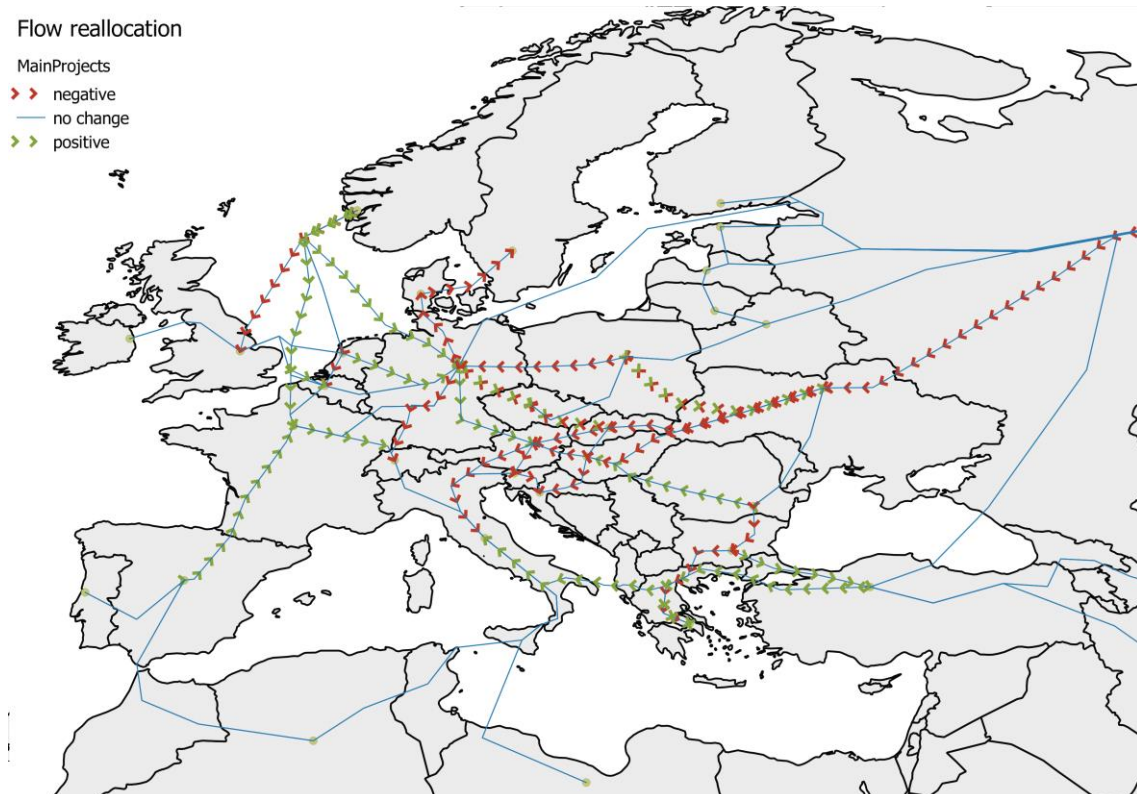 Flow reallocation
MainProjects
negative
no change
positive